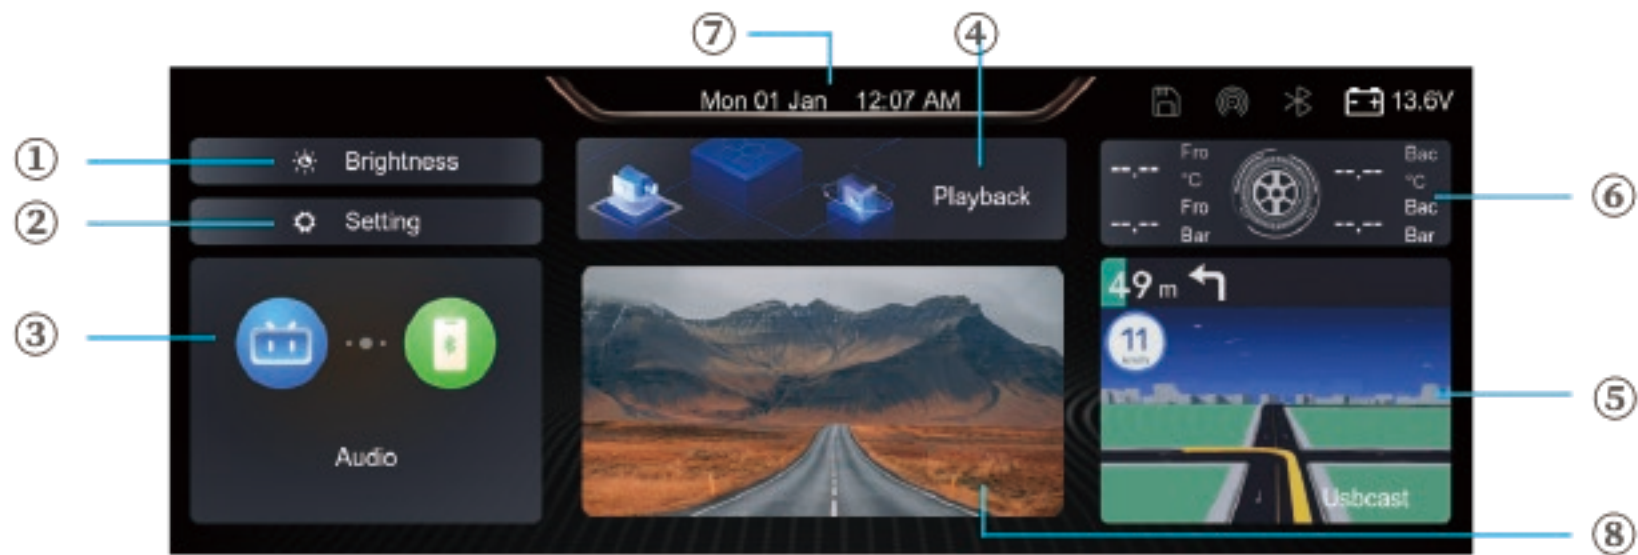 ⑦ ④
Mon 01 Jan 12:07 AM
13.6V
① Brightness
② Setting
③
Audio
Playback
--.-- Fro --.-- Bac
°C °C
Fro Bac
--.-- Bar --.-- Bar
⑥
49 m
11
km/h
⑤
Usbcast
⑧